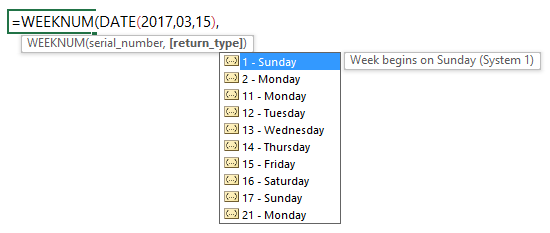 =WEEKNUM(DATE(2017,03,15),
WEEKNUM(serial_number, [return_type])
1 - Sunday
Week begins on Sunday (System 1)
2 - Monday
11 - Monday
12 - Tuesday
13 - Wednesday
14 - Thursday
15 - Friday
16 - Saturday
17 - Sunday
21 - Monday